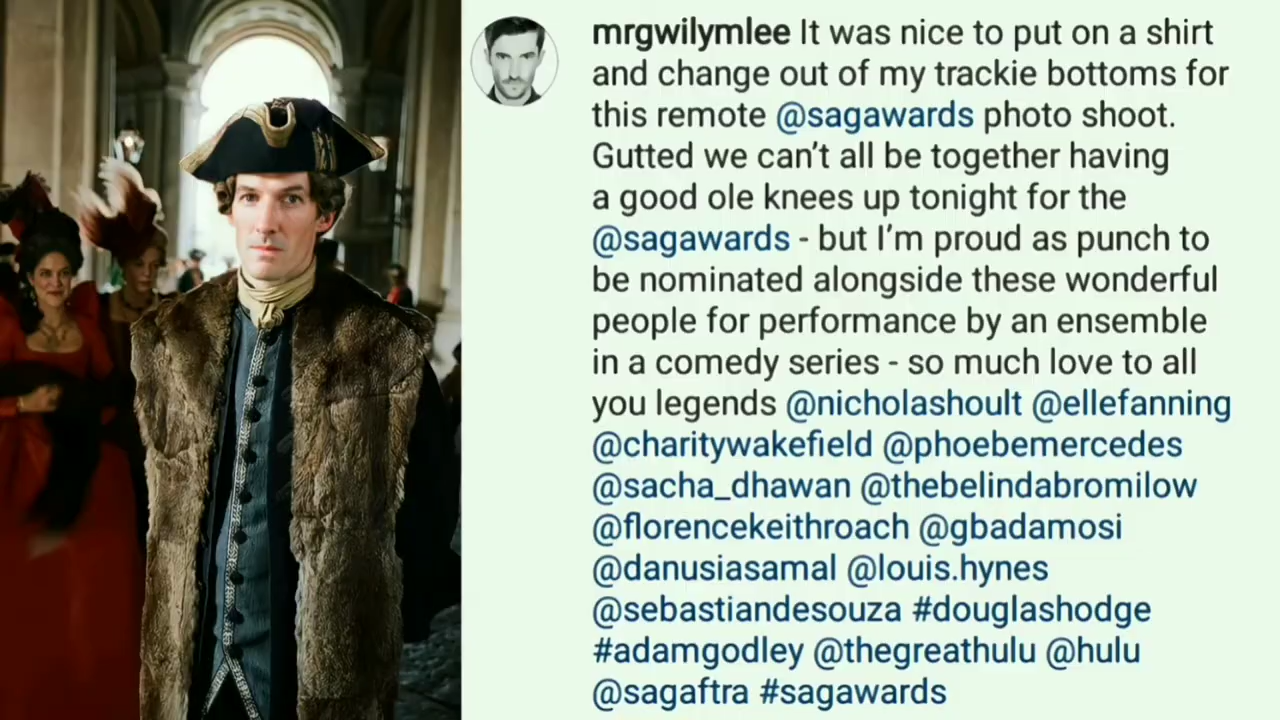 mrgwilymlee It was nice to put on a shirt
and change out of my trackie bottoms for
this remote @sagawards photo shoot.
Gutted we can't all be together having
a good ole knees up tonight for the
@sagawards - but I'm proud as punch to
be nominated alongside these wonderful
people for performance by an ensemble
in a comedy series - so much love to all
you legends @nicholashoult @ellefanning
@charitywakefield @phoebemercedes
@sacha_dhawan @thebelindabromilow
@florencekeithroach @gbadamosi
@danusiasamal @louis.hynes
@sebastiandesouza #douglashodge
#adamgodley @thegreathulu @hulu
@sagaftra #sagawards